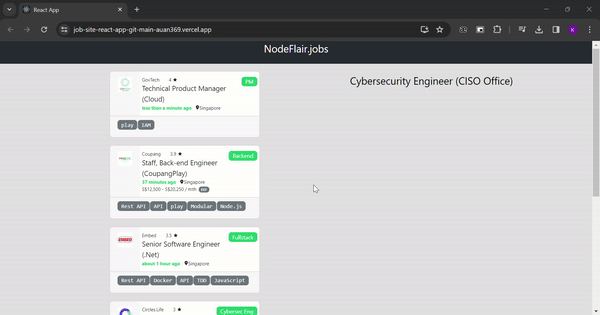 React App
job-site-react-app-git-main-auan369.vercel.app
K
NodeFlair.jobs
GovTech 4 ★
PM
Technical Product Manager
(Cloud)
less than a minute ago Singapore
play IAM
Coupang 3.9 ★
Backend
Staff, Back-end Engineer
(CoupangPlay)
37 minutes ago Singapore
S$12,500 - S$20,250 / mth EST
Rest API API play Modular Node.js
Embed 3.5 ★
Fullstack
Senior Software Engineer
(.Net)
about 1 hour ago Singapore
Rest API Docker API TDD JavaScript
Circles.Life 3 ★
Cybersec Eng
Cybersecurity Engineer (CISO Office)